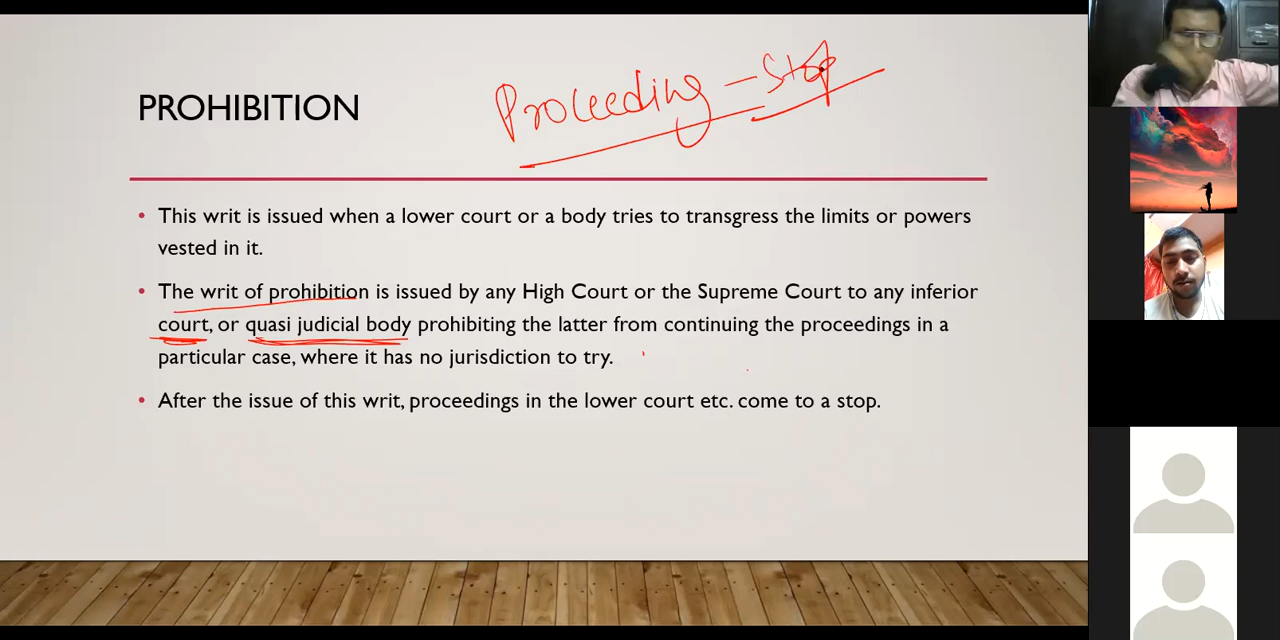 PROHIBITION
Proceeding - Stop
• This writ is issued when a lower court or a body tries to transgress the limits or powers
vested in it.
• The writ of prohibition is issued by any High Court or the Supreme Court to any inferior
court, or quasi judicial body prohibiting the latter from continuing the proceedings in a
particular case, where it has no jurisdiction to try.
• After the issue of this writ, proceedings in the lower court etc. come to a stop.